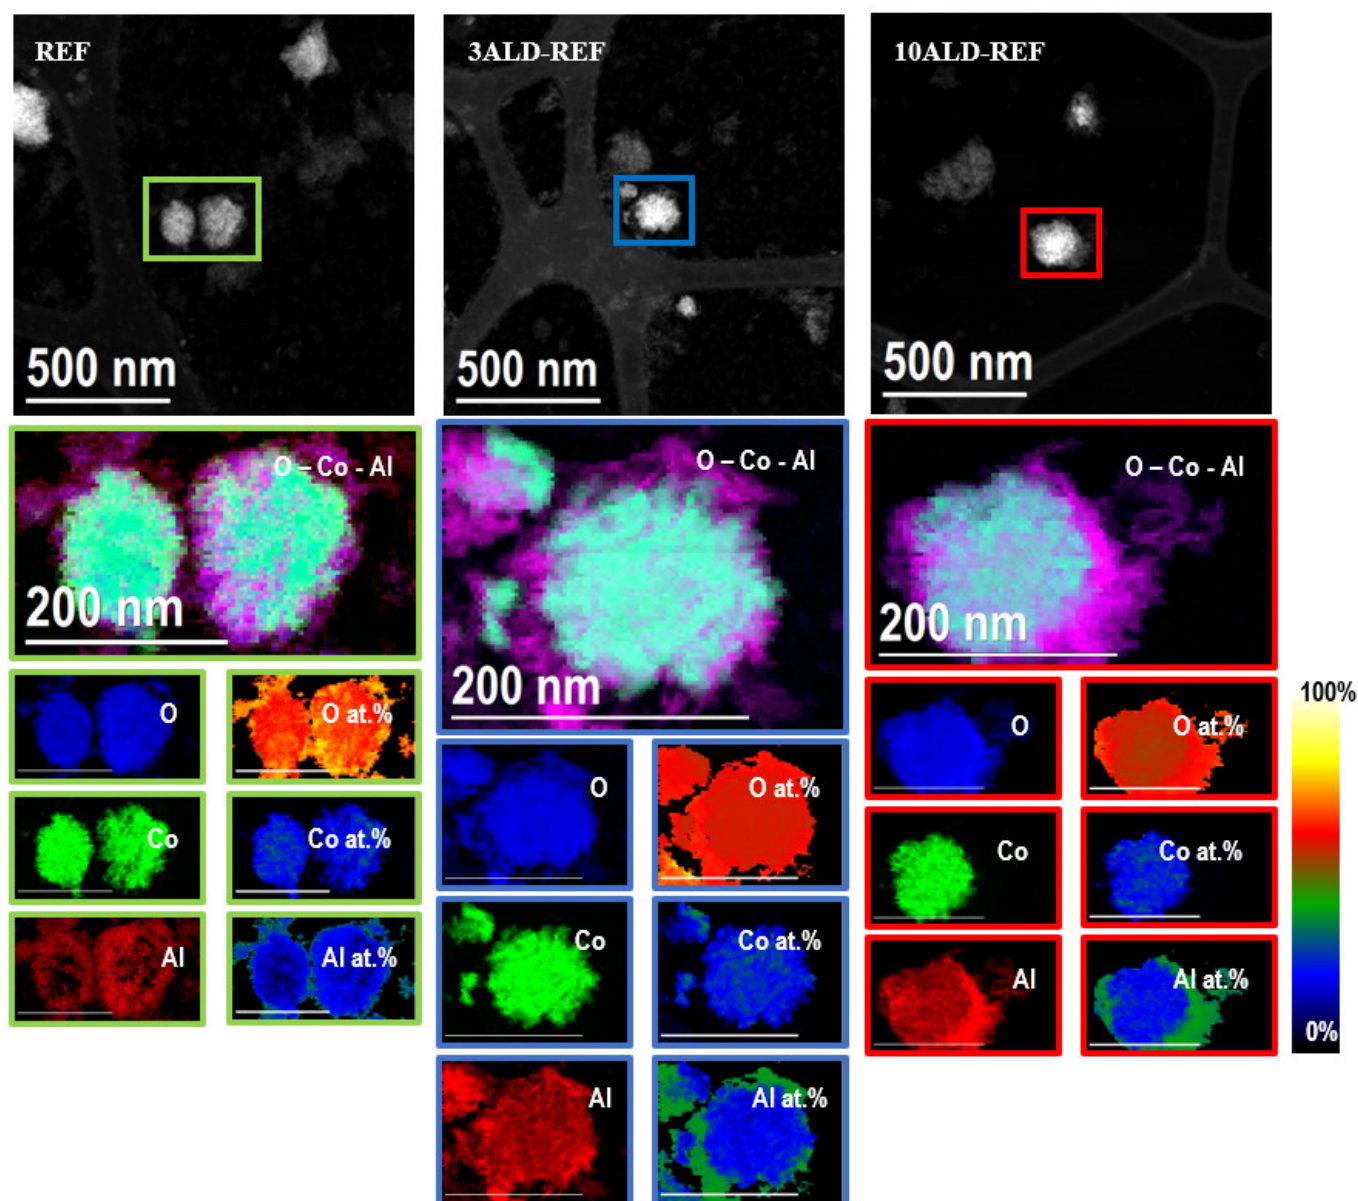 REF
500 nm
O – Co - Al
200 nm
O
O at.%
Co
Co at.%
Al
Al at.%
3ALD-REF
500 nm
O – Co - Al
200 nm
O
O at.%
Co
Co at.%
Al
Al at.%
10ALD-REF
500 nm
O – Co - Al
200 nm
O
O at.%
Co
Co at.%
Al
Al at.%
100%
0%